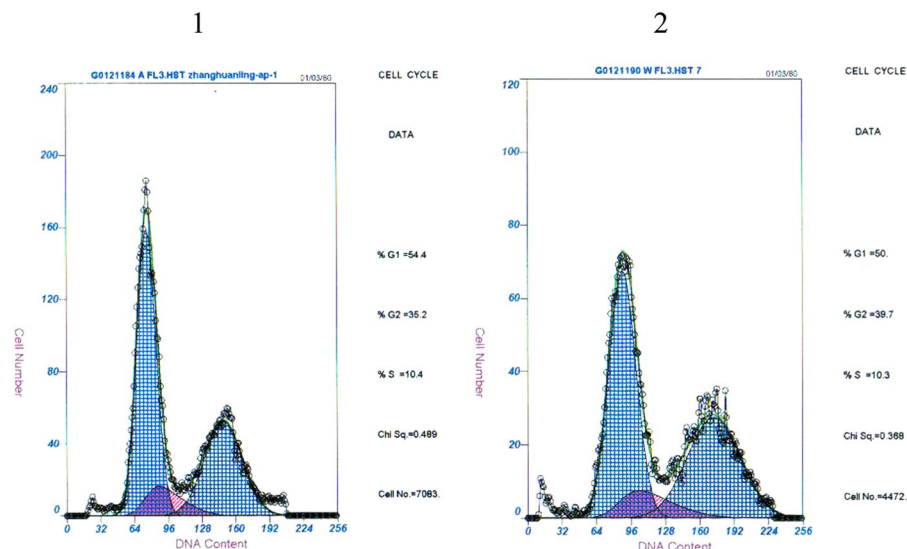 1
2
G0121184 A FL3.HST zhanghuanling-ap-1
01/03/80
CELL CYCLE
DATA
240
200
160
120
80
40
0
Cell Number
% G1 =54.4
% G2 =35.2
% S =10.4
Chi Sq.=0.489
Cell No.=7083.
0 32 64 96 128 160 192 224 256
DNA Content
G0121190 W FL3.HST 7
01/03/80
CELL CYCLE
DATA
120
100
80
60
40
20
0
Cell Number
% G1 =50.
% G2 =39.7
% S =10.3
Chi Sq.=0.368
Cell No.=4472.
0 32 64 96 128 160 192 224 256
DNA Content